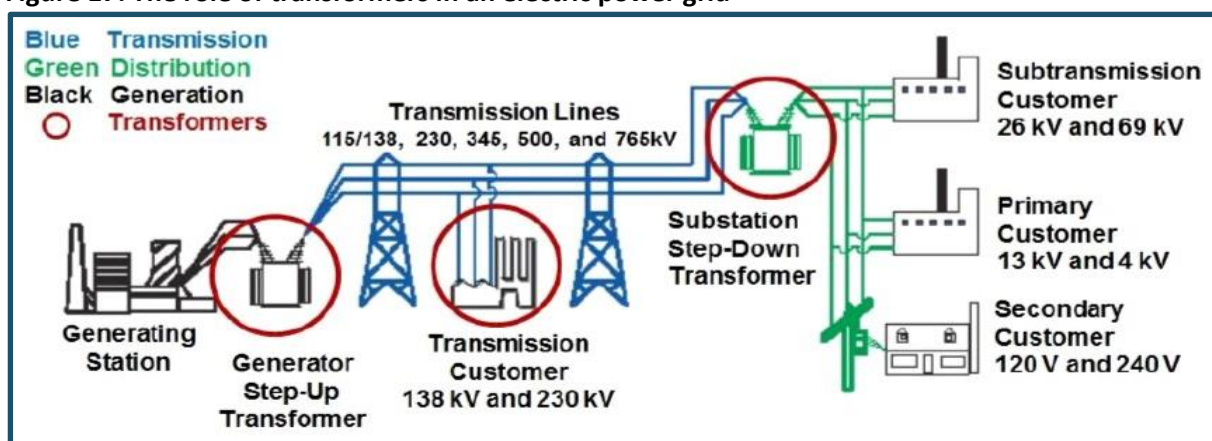 Blue Transmission
Green Distribution
Black Generation
Transformers
Transmission Lines
115/138, 230, 345, 500, and 765kV
Subtransmission
Customer
26 kV and 69 kV
Substation
Step-Down
Transformer
Primary
Customer
13 kV and 4 kV
Generating
Station
Generator
Step-Up
Transformer
Transmission
Customer
138 kV and 230 kV
Secondary
Customer
120 V and 240 V